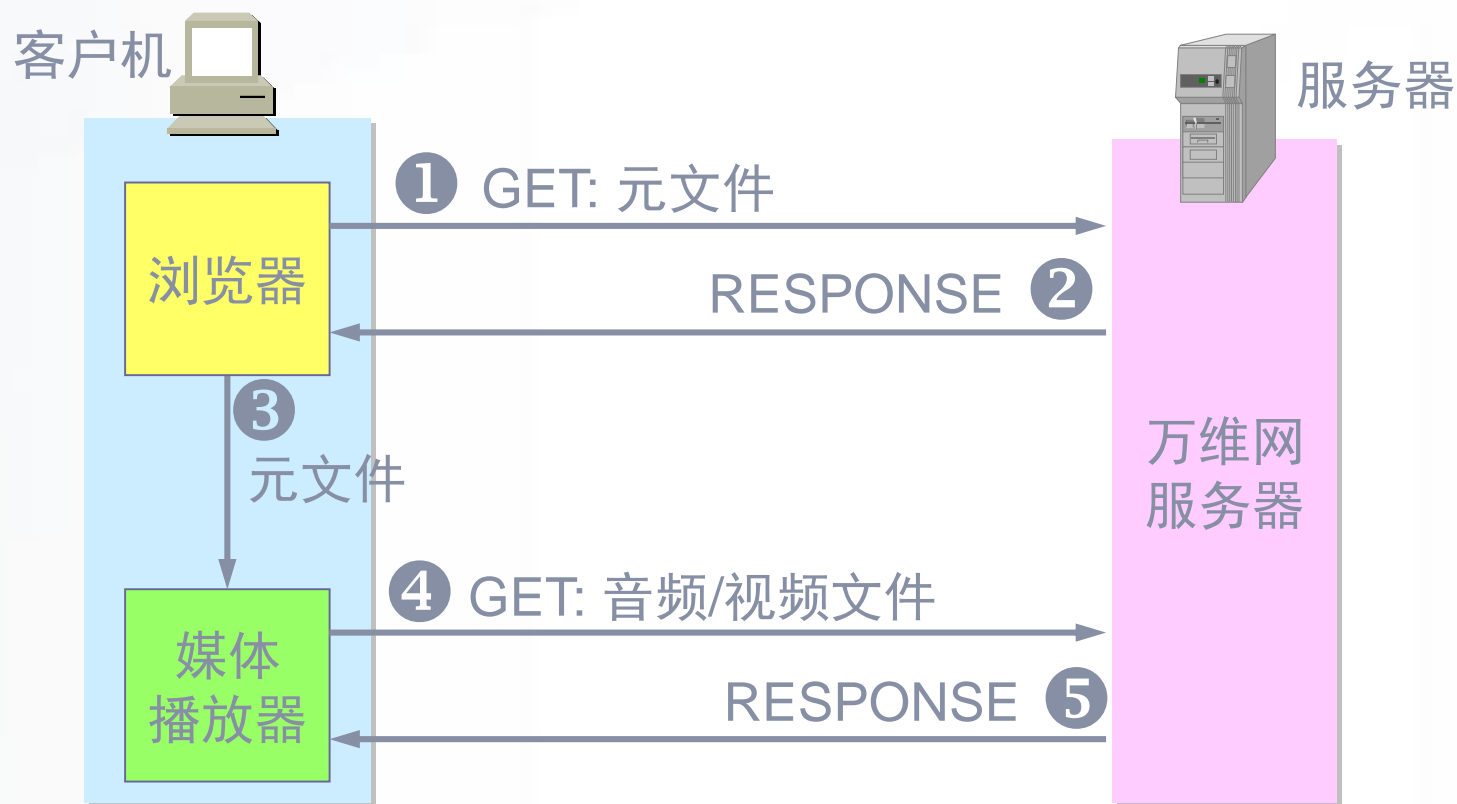 客户机
服务器
❶ GET: 元文件
浏览器
RESPONSE ❷
❸
元文件
万维网
服务器
❹ GET: 音频/视频文件
媒体
播放器
RESPONSE ❺